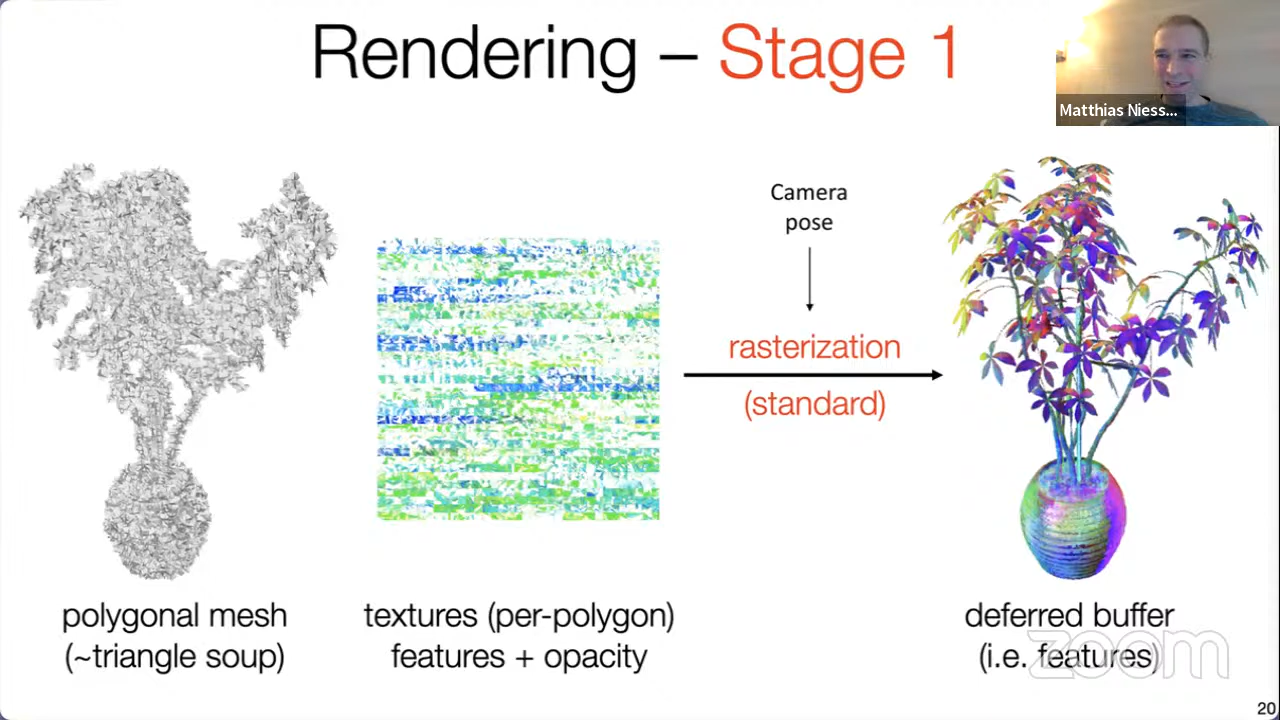 Rendering – Stage 1
Matthias Niess...
Camera
pose
rasterization
(standard)
polygonal mesh
(~triangle soup)
textures (per-polygon)
features + opacity
deferred buffer
(i.e. features)
zoom
20